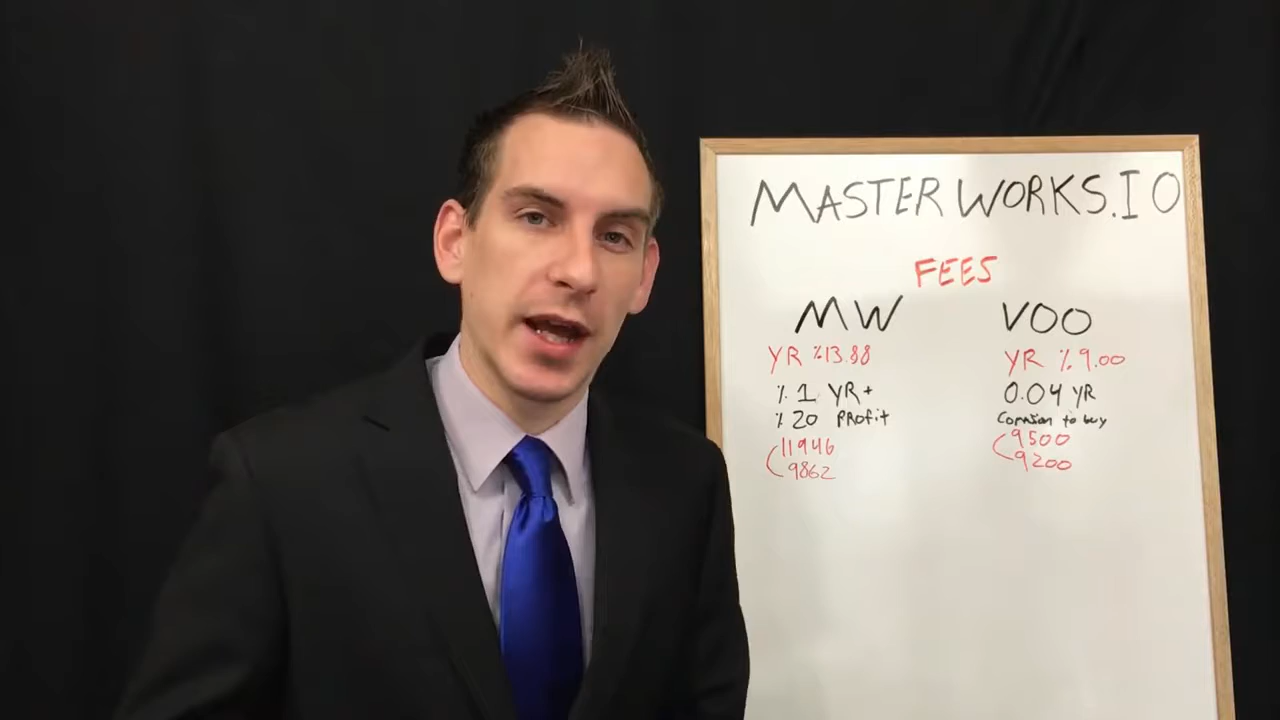 MASTERWORKS.IO
FEES
MW VOO
YR %13.88 YR % 9.00
% 1 YR+ 0.04 YR
% 20 Profit to buy
11946 9500
9862 9200